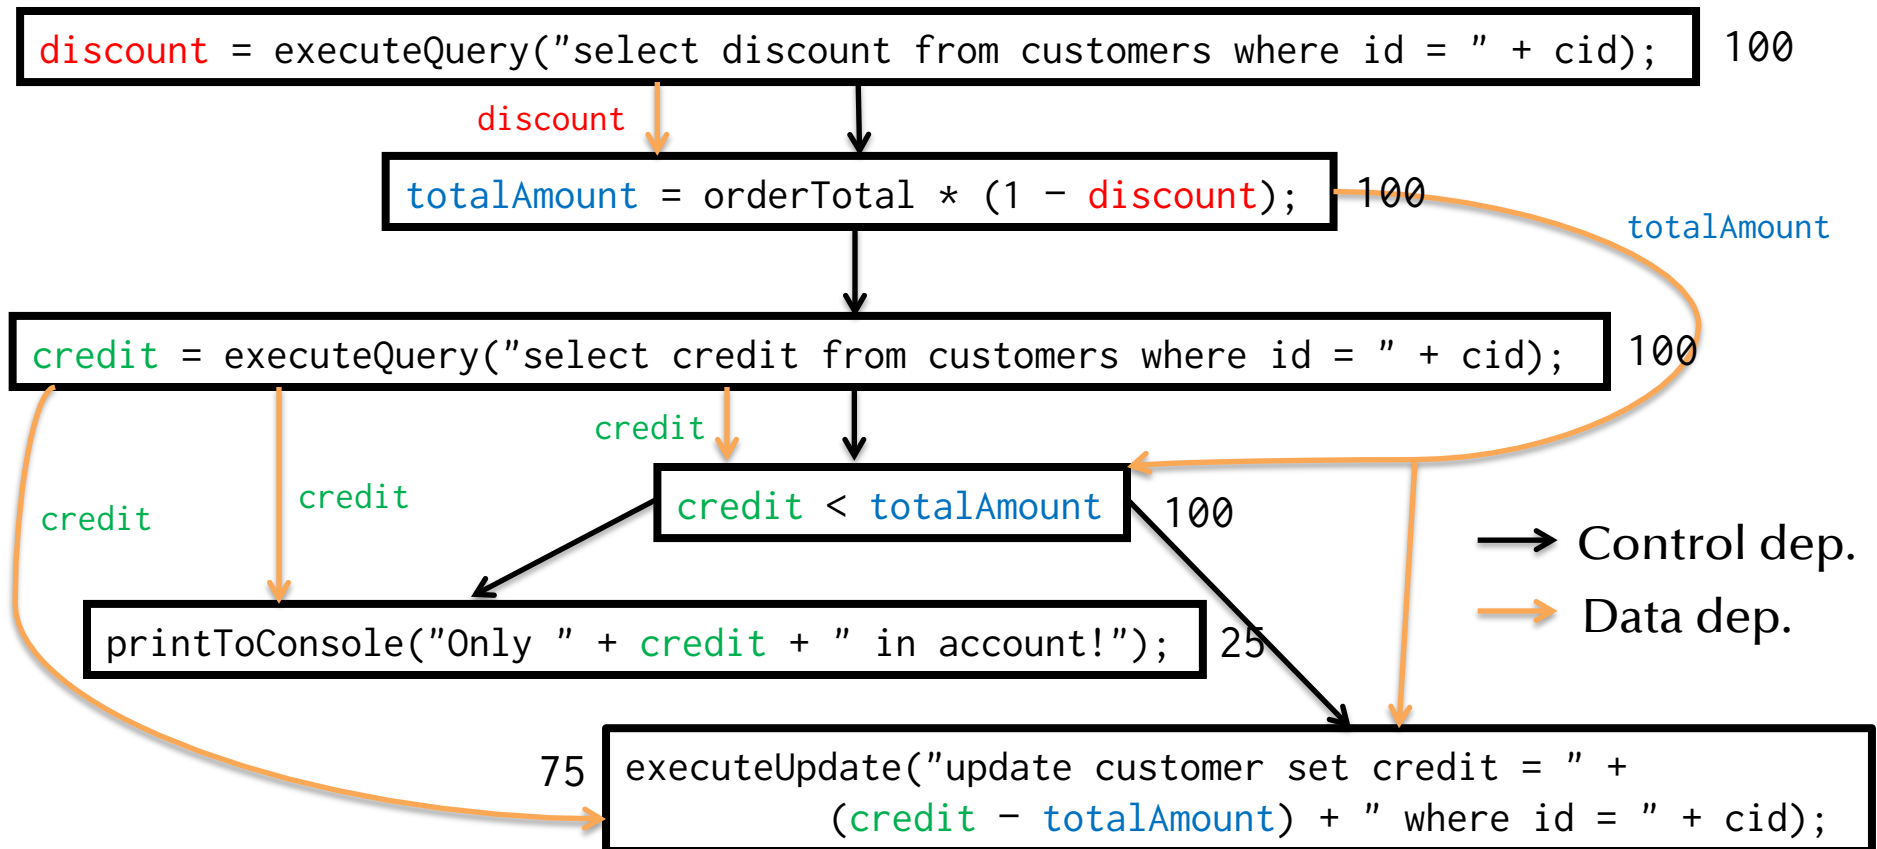 discount = executeQuery("select discount from customers where id = " + cid); 100
discount
totalAmount = orderTotal * (1 − discount); 100
totalAmount
credit = executeQuery("select credit from customers where id = " + cid); 100
credit
credit < totalAmount 100
credit
credit
Control dep.
Data dep.
printToConsole("Only " + credit + " in account!"); 25
75 executeUpdate("update customer set credit = " +
(credit − totalAmount) + " where id = " + cid);